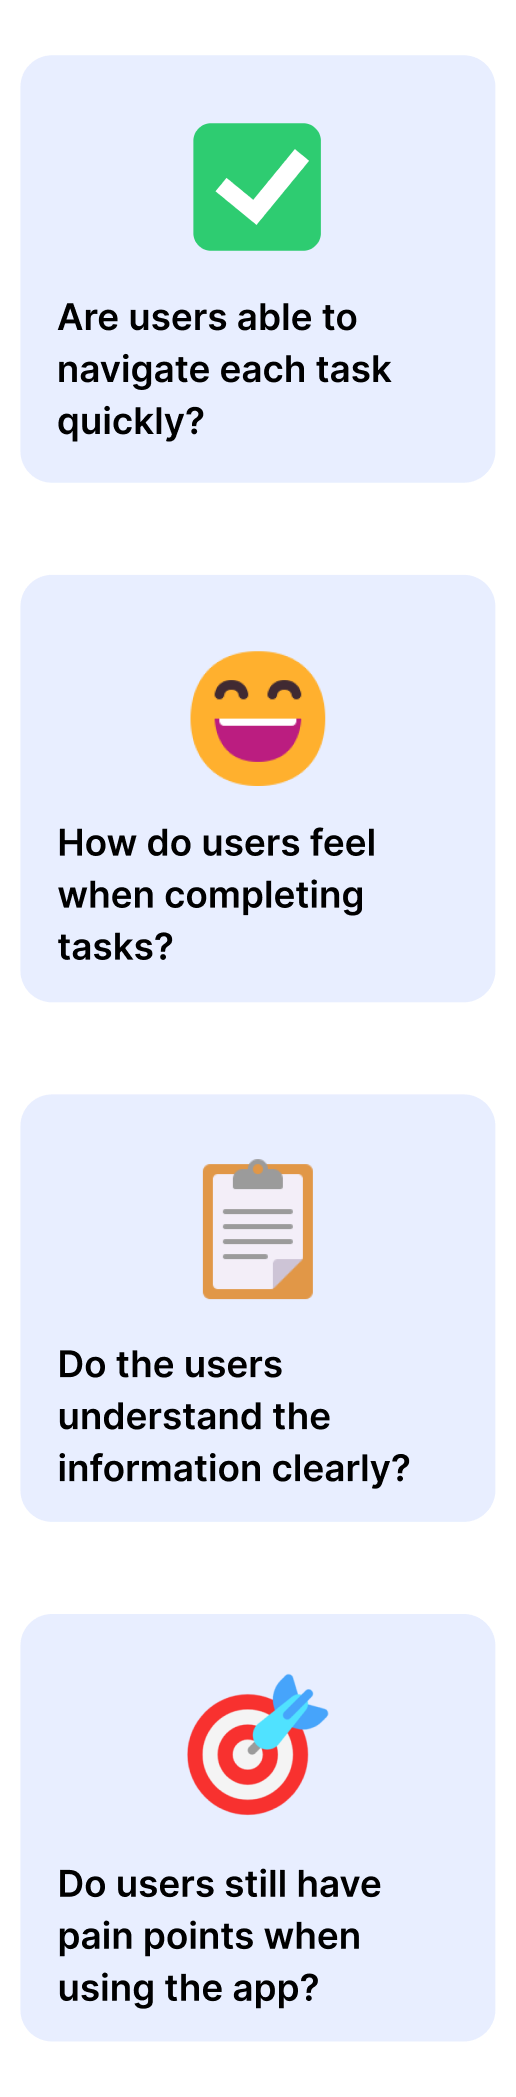 Are users able to
navigate each task
quickly?
How do users feel
when completing
tasks?
Do the users
understand the
information clearly?
Do users still have
pain points when
using the app?